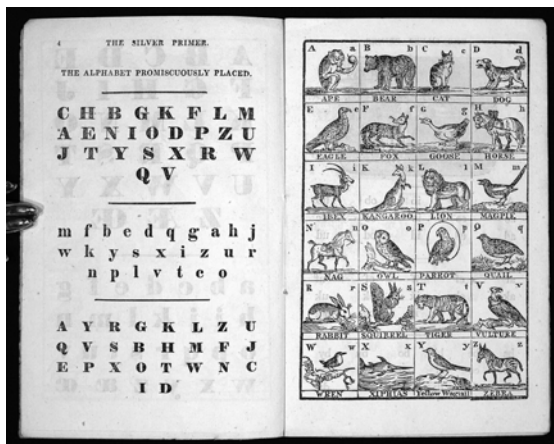 4 THE SILVER PRIMER.
THE ALPHABET PROMISCUOUSLY PLACED.
C H B G K F L M
A E N I O D P Z U
J T Y S X R W
Q V
m f b e d q g a h j
w k y s x i z u r
n p l v t c o
A Y R G K L Z U
Q V S B H M F J
E P X O T W N C
I D
A a B b C c D d
APE BEAR CAT DOG
E e F f G g H h
EAGLE FOX GOOSE HORSE
I i K k L l M m
IBEX KANGAROO LION MAGPIE
N n O o P p Q q
NAG OWL PARROT QUAIL
R r S s T t V v
RABBIT SQUIRREL TIGER VULTURE
W w X x Y y Z z
WREN XIPHIAS Yellow Wagtail ZEBRA